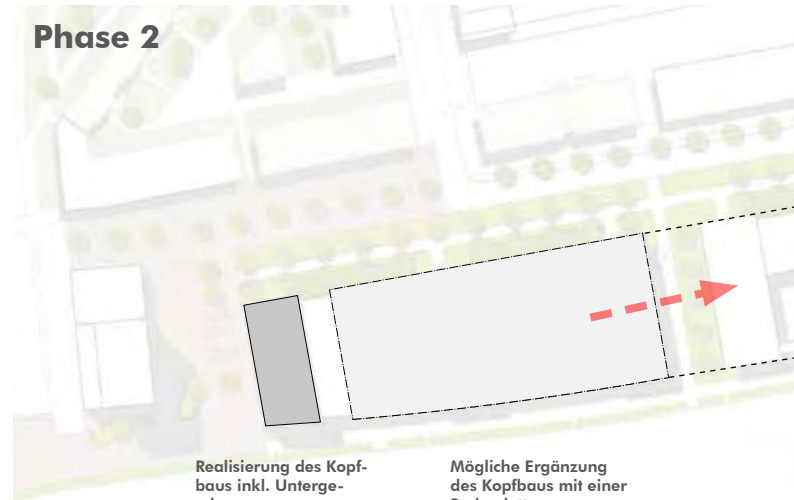 Phase 2
Realisierung des Kopf-
baus inkl. Unterge-
Mögliche Ergänzung
des Kopfbaus mit einer